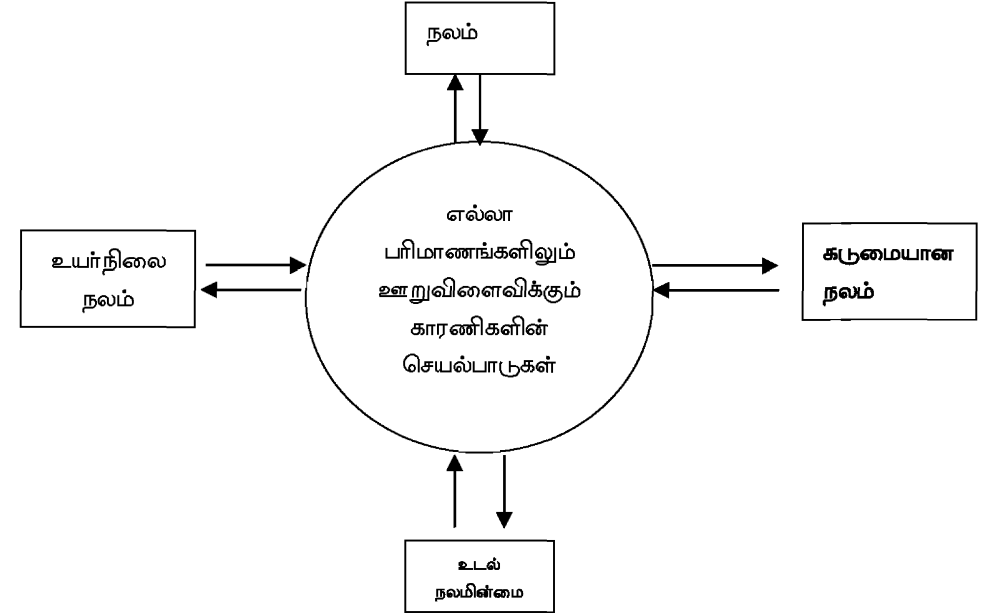 நலம்
எல்லா
பரிமாணங்களிலும்
ஊறுவிளைவிக்கும்
காரணிகளின்
செயல்பாடுகள்
உயர்நிலை
நலம்
கடுமையான
நலம்
உடல்
நலமின்மை